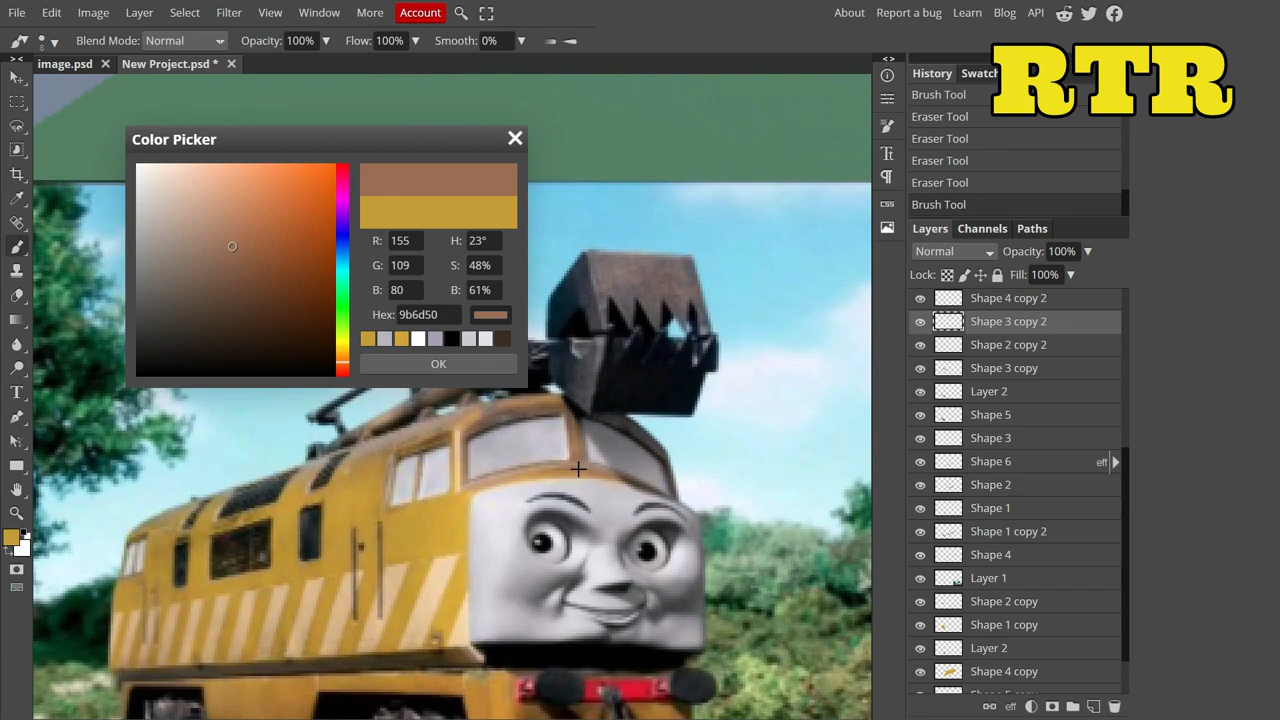 File Edit Image Layer Select Filter View Window More Account
About Report a bug Learn Blog API
8 Blend Mode: Normal Opacity: 100% Flow: 100% Smooth: 0%
image.psd New Project.psd *
RTR
History Swatch
Brush Tool
Eraser Tool
Eraser Tool
Eraser Tool
Eraser Tool
Brush Tool
Color Picker
R: 155 H: 23°
G: 109 S: 48%
B: 80 B: 61%
Hex: 9b6d50
OK
Layers Channels Paths
Normal Opacity: 100%
Lock: Fill: 100%
Shape 4 copy 2
Shape 3 copy 2
Shape 2 copy 2
Shape 3 copy
Layer 2
Shape 5
Shape 3
Shape 6 eff
Shape 2
Shape 1
Shape 1 copy 2
Shape 4
Layer 1
Shape 2 copy
Shape 1 copy
Layer 2
Shape 4 copy
CSS
eff